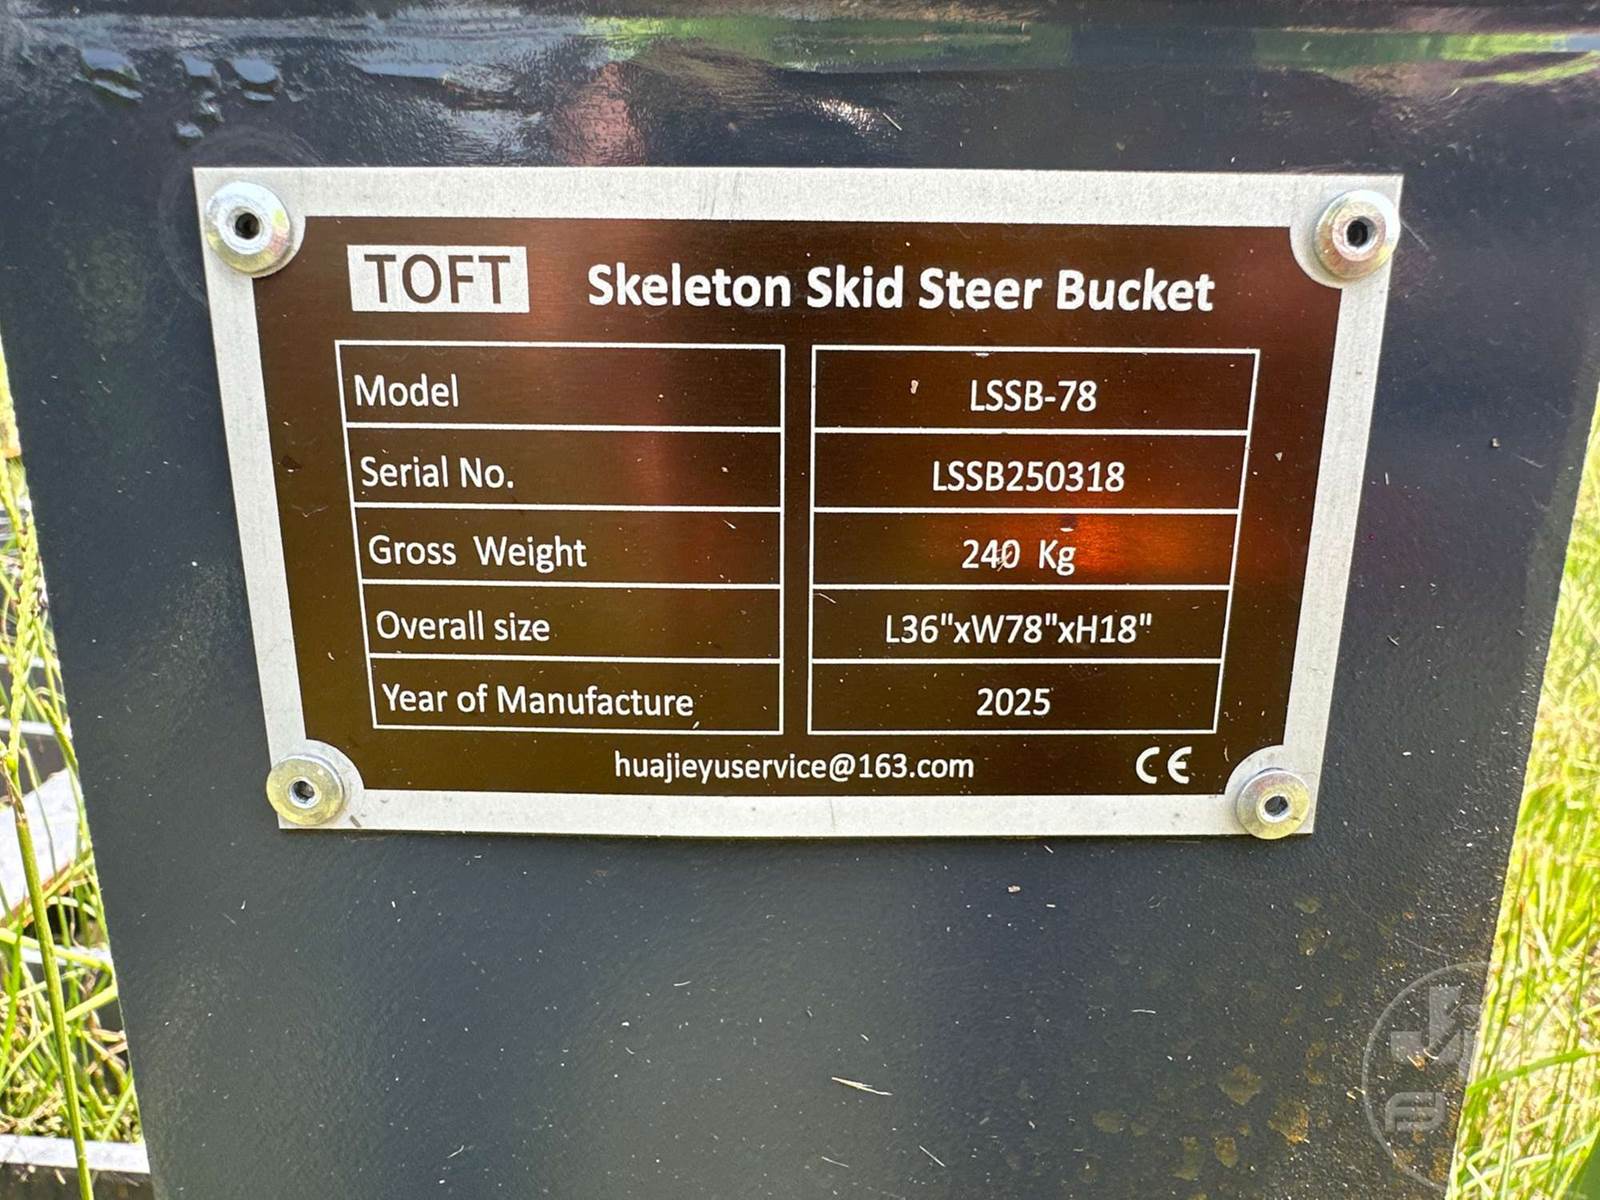 TOFT Skeleton Skid Steer Bucket
Model LSSB-78
Serial No. LSSB250318
Gross Weight 240 Kg
Overall size L36"xW78"xH18"
Year of Manufacture 2025
huajieyuservice@163.com CE